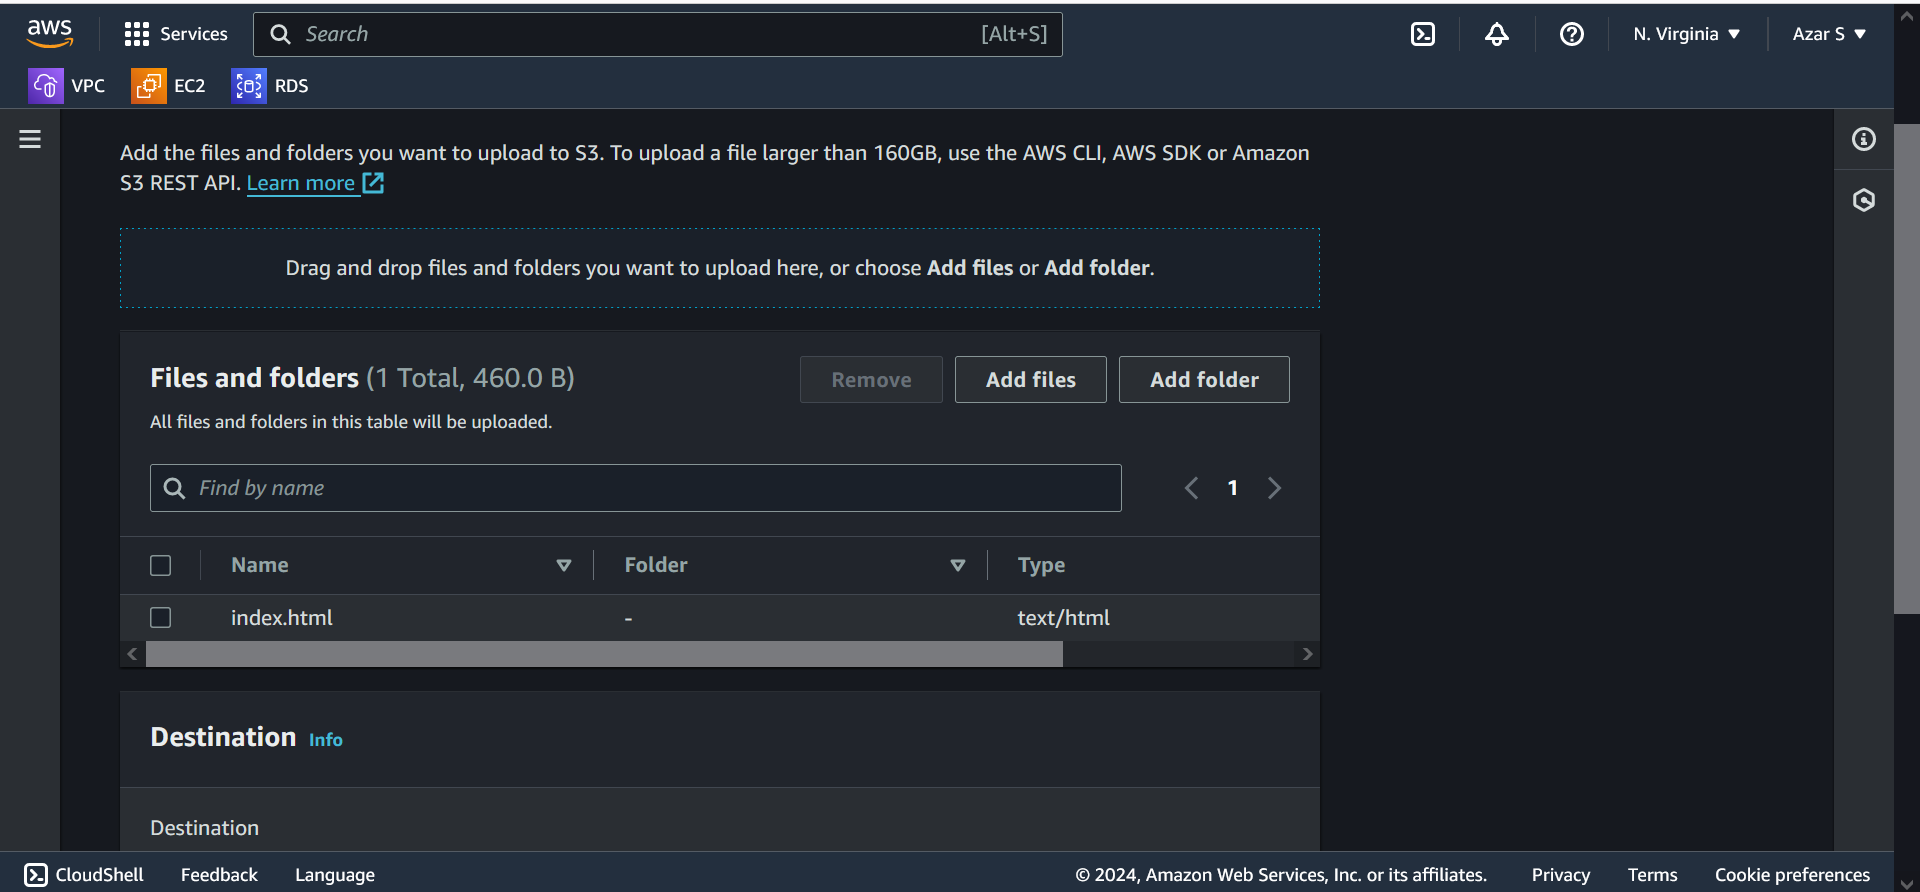 aws
Services
Search
[Alt+S]
N. Virginia
Azar S
VPC
EC2
RDS
Add the files and folders you want to upload to S3. To upload a file larger than 160GB, use the AWS CLI, AWS SDK or Amazon
S3 REST API. Learn more
Drag and drop files and folders you want to upload here, or choose Add files or Add folder.
Files and folders (1 Total, 460.0 B)
Remove
Add files
Add folder
All files and folders in this table will be uploaded.
Find by name
1
Name
Folder
Type
index.html
-
text/html
Destination Info
Destination
CloudShell
Feedback
Language
© 2024, Amazon Web Services, Inc. or its affiliates.
Privacy
Terms
Cookie preferences